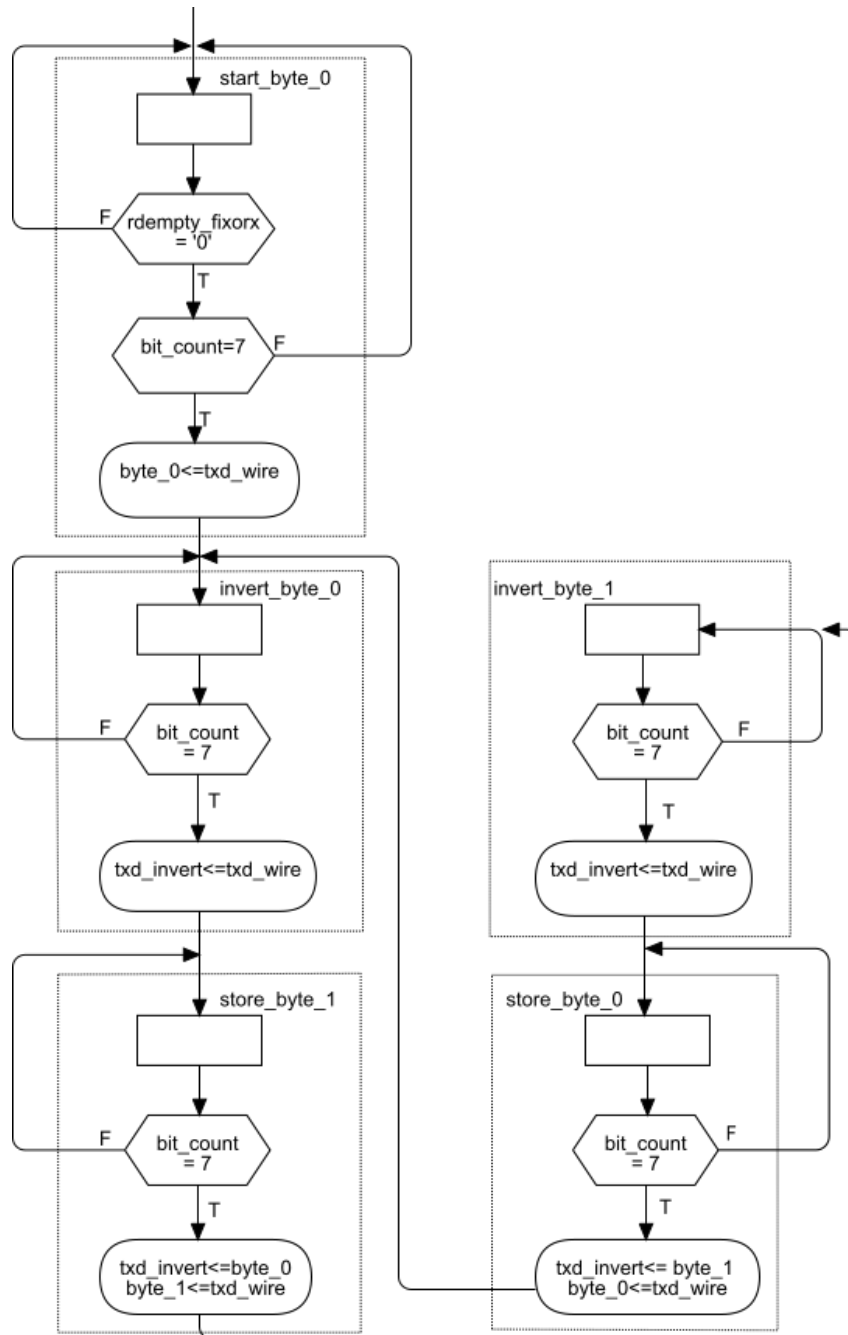 start_byte_0
rdempty_fixorx
= '0'
F
T
bit_count=7
F
T
byte_0<=txd_wire
invert_byte_0
bit_count
= 7
F
T
txd_invert<=txd_wire
store_byte_1
bit_count
= 7
F
T
txd_invert<=byte_0
byte_1<=txd_wire
invert_byte_1
bit_count
= 7
F
T
txd_invert<=txd_wire
store_byte_0
bit_count
= 7
F
T
txd_invert<= byte_1
byte_0<=txd_wire